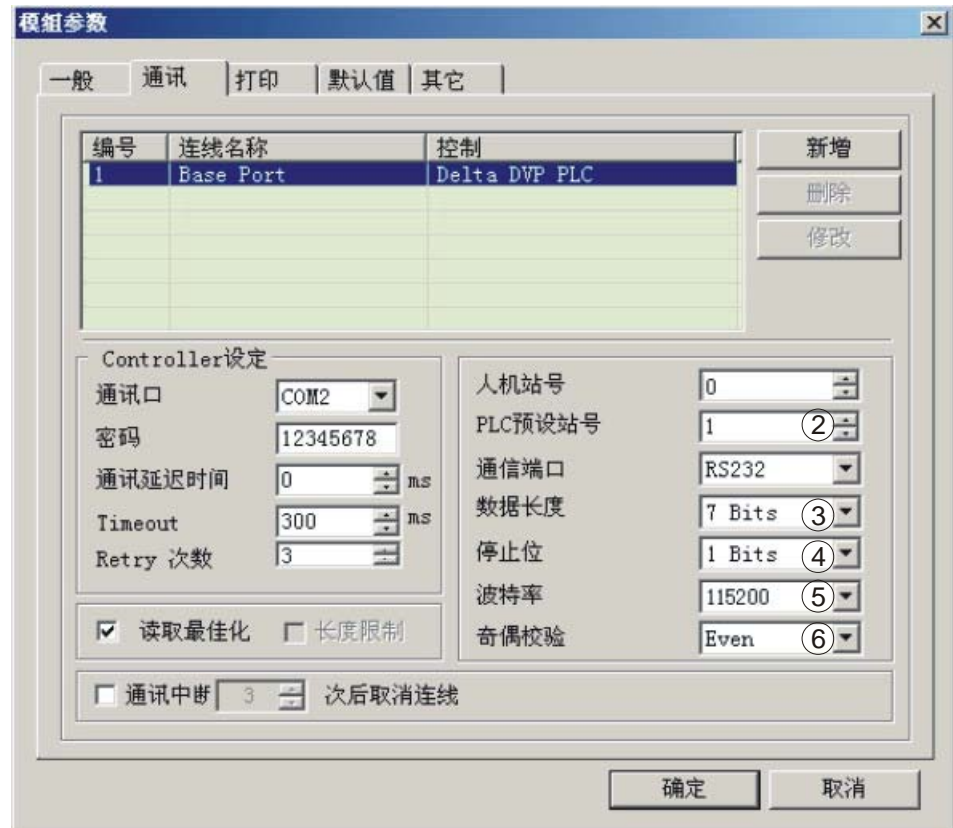 模组参数
一般 通讯 打印 默认值 其它
编号 连线名称 控制
1 Base Port Delta DVP PLC
新增
删除
修改
Controller设定
通讯口 COM2
密码 12345678
通讯延迟时间 0 ms
Timeout 300 ms
Retry 次数 3
人机站号 0
PLC预设站号 1 ②
通信端口 RS232
数据长度 7 Bits ③
停止位 1 Bits ④
波特率 115200 ⑤
奇偶校验 Even ⑥
读取最佳化 长度限制
通讯中断 3 次后取消连线
确定 取消